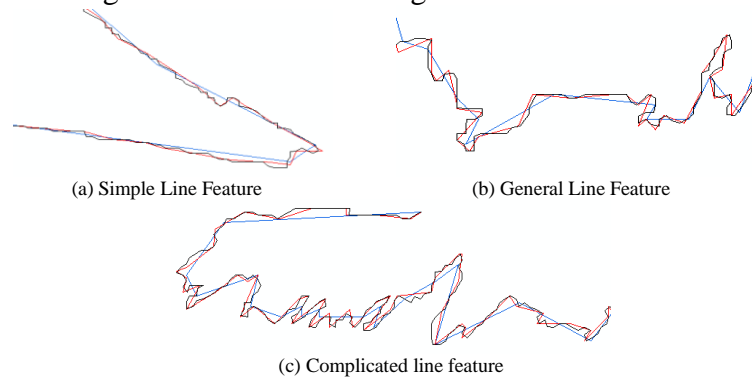 (a) Simple Line Feature
(b) General Line Feature
(c) Complicated line feature